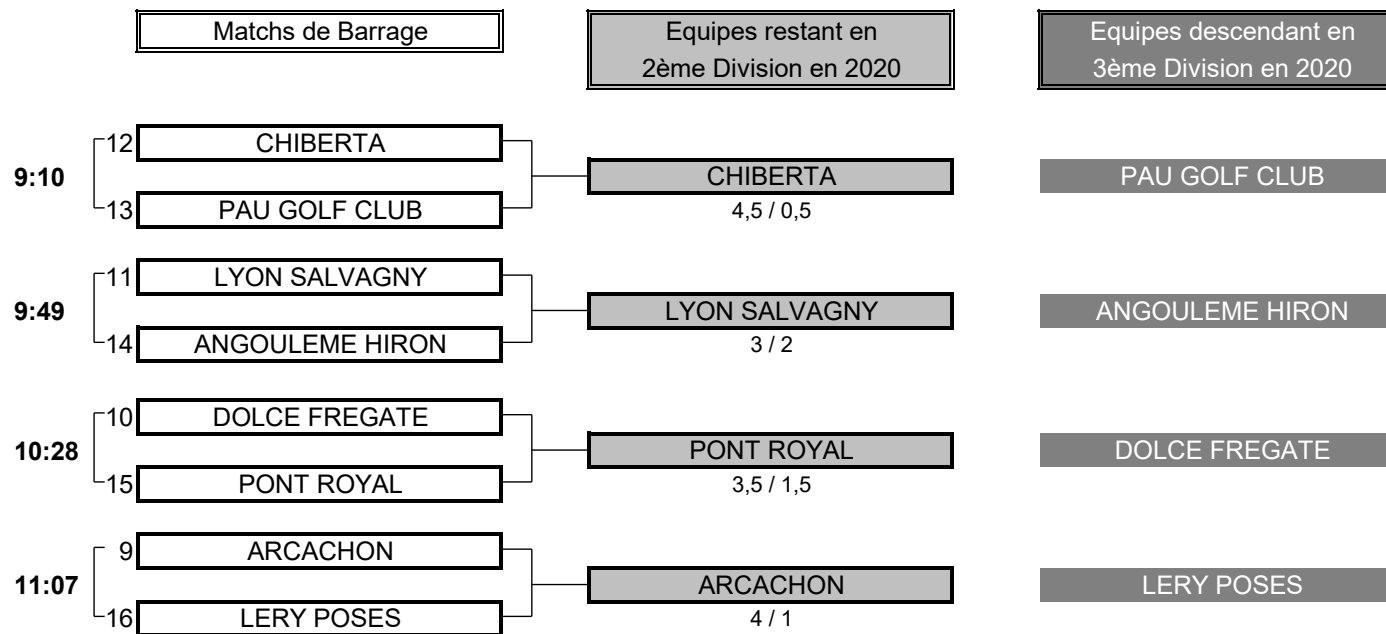 Matchs de Barrage
Equipes restant en
2ème Division en 2020
Equipes descendant en
3ème Division en 2020
9:10
12
CHIBERTA
13
PAU GOLF CLUB
CHIBERTA
4,5 / 0,5
PAU GOLF CLUB
9:49
11
LYON SALVAGNY
14
ANGOULEME HIRON
LYON SALVAGNY
3 / 2
ANGOULEME HIRON
10:28
10
DOLCE FREGATE
15
PONT ROYAL
PONT ROYAL
3,5 / 1,5
DOLCE FREGATE
11:07
9
ARCACHON
16
LERY POSES
ARCACHON
4 / 1
LERY POSES